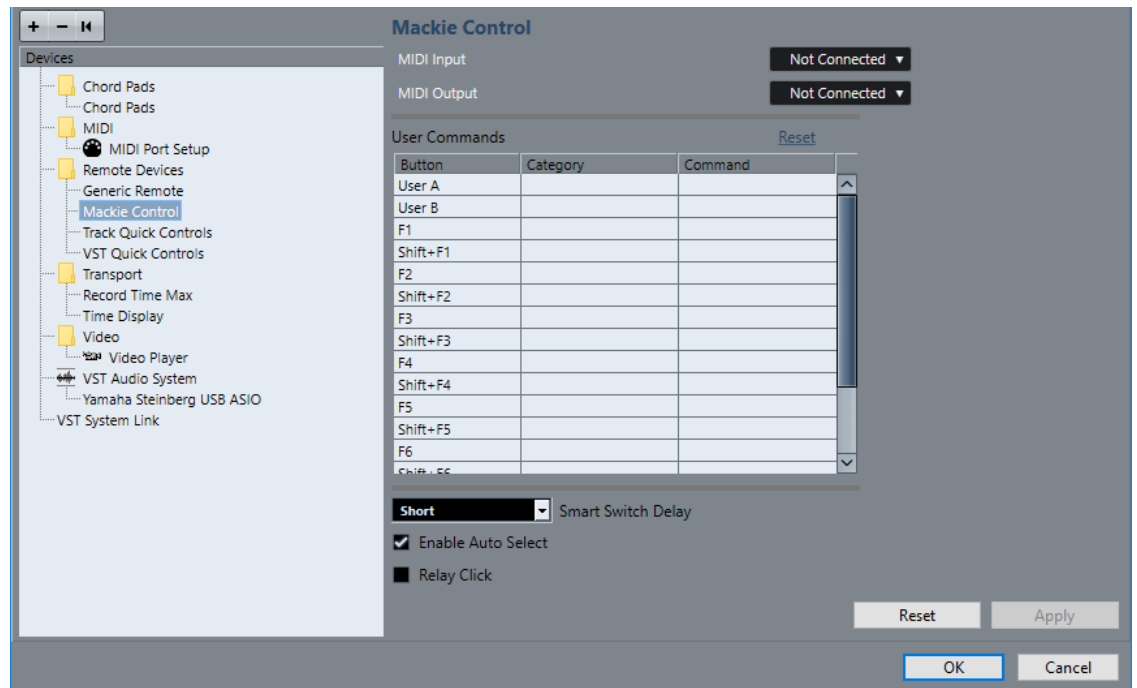 Devices
Chord Pads
Chord Pads
MIDI
MIDI Port Setup
Remote Devices
Generic Remote
Mackie Control
Track Quick Controls
VST Quick Controls
Transport
Record Time Max
Time Display
Video
Video Player
VST Audio System
Yamaha Steinberg USB ASIO
VST System Link
Mackie Control
MIDI Input Not Connected
MIDI Output Not Connected
User Commands Reset
Button Category Command
User A
User B
F1
Shift+F1
F2
Shift+F2
F3
Shift+F3
F4
Shift+F4
F5
Shift+F5
F6
Shift+F6
Short Smart Switch Delay
Enable Auto Select
Relay Click
Reset Apply
OK Cancel